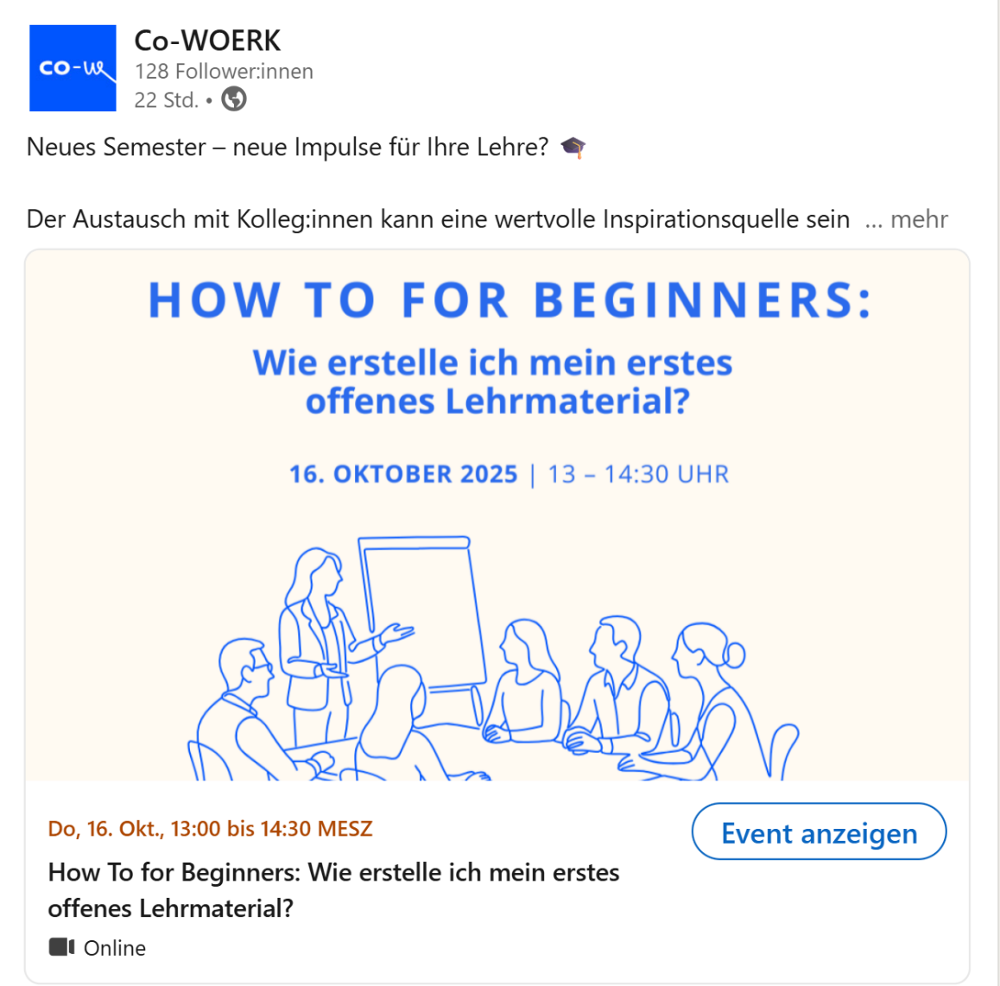 co-w
Co-WOERK
128 Follower:innen
22 Std. •
Neues Semester – neue Impulse für Ihre Lehre? 🎓
Der Austausch mit Kolleg:innen kann eine wertvolle Inspirationsquelle sein … mehr
HOW TO FOR BEGINNERS:
Wie erstelle ich mein erstes
offenes Lehrmaterial?
16. OKTOBER 2025 | 13 – 14:30 UHR
Do, 16. Okt., 13:00 bis 14:30 MESZ
Event anzeigen
How To for Beginners: Wie erstelle ich mein erstes
offenes Lehrmaterial?
Online